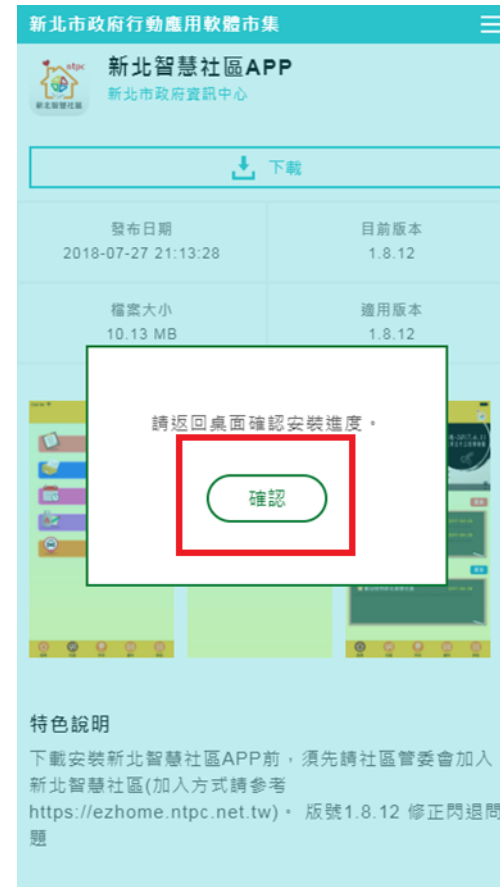 新北市政府行動應用軟體市集
ntpc
新北智慧社區
新北智慧社區APP
新北市政府資訊中心
下載
發布日期
2018-07-27 21:13:28
目前版本
1.8.12
檔案大小
10.13 MB
適用版本
1.8.12
請返回桌面確認安裝進度。
確認
特色說明
下載安裝新北智慧社區APP前，須先請社區管委會加入
新北智慧社區(加入方式請參考
https://ezhome.ntpc.net.tw)。 版號1.8.12 修正閃退問
題